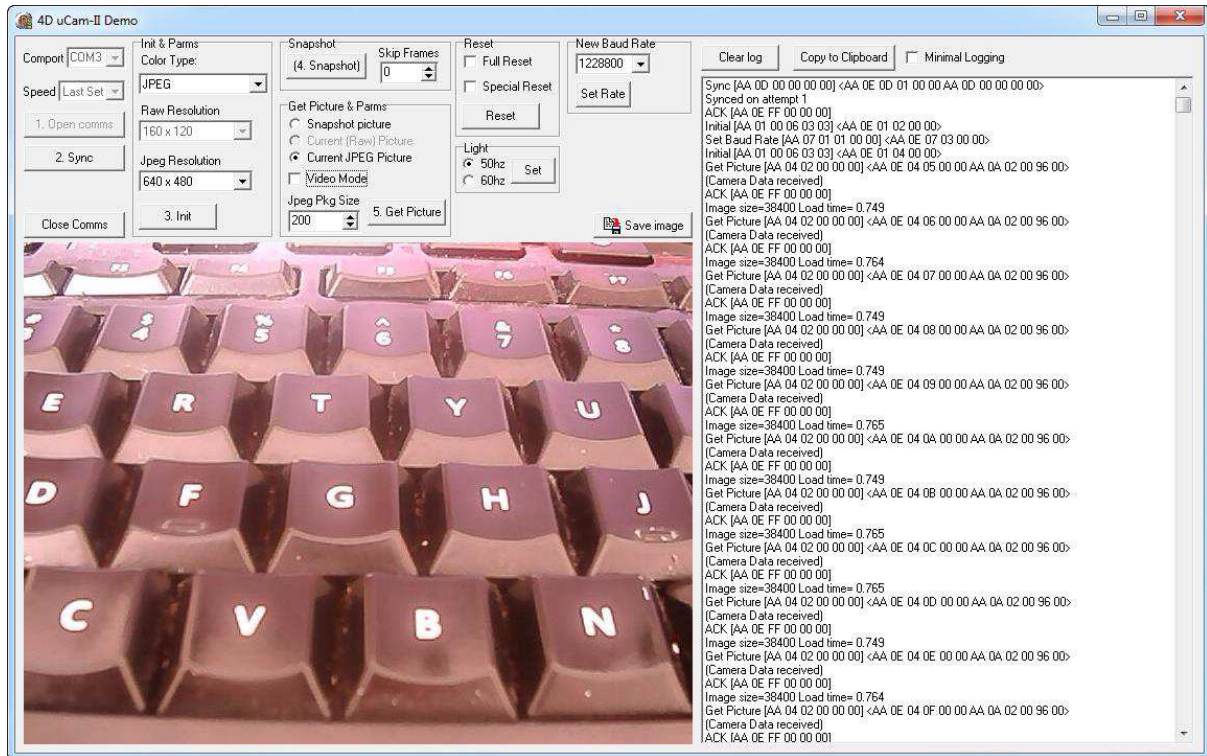 4D uCam-II Demo
Comport COM3
Speed Last Set
1. Open comms
2. Sync
Close Comms
Init & Parms
Color Type:
JPEG
Raw Resolution
160 x 120
Jpeg Resolution
640 x 480
3. Init
Snapshot
(4. Snapshot)
Skip Frames
0
Get Picture & Parms
Snapshot picture
Current (Raw) Picture
Current JPEG Picture
Video Mode
Jpeg Pkg Size
200
5. Get Picture
Reset
Full Reset
Special Reset
Reset
Light
50hz
60hz
Set
New Baud Rate
1228800
Set Rate
Save image
$ % ^ & *
4 5 6 7 8
E R T Y U
D F G H J
C V B N
Clear log
Copy to Clipboard
Minimal Logging
Sync [AA 0D 00 00 00 00] <AA 0E 0D 01 00 00 AA 0D 00 00 00 00>
Synced on attempt 1
ACK [AA 0E 00 00 00 00]
Initial [AA 01 00 06 03 03] <AA 0E 01 02 00 00>
Set Baud Rate [AA 07 01 01 00 00] <AA 0E 07 03 00 00>
Initial [AA 01 00 06 03 03] <AA 0E 01 04 00 00>
Get Picture [AA 04 02 00 00 00] <AA 0E 04 05 00 00 AA 0A 02 00 96 00>
(Camera Data received)
ACK [AA 0E FF 00 00 00]
Image size=38400 Load time= 0.749
Get Picture [AA 04 02 00 00 00] <AA 0E 04 06 00 00 AA 0A 02 00 96 00>
(Camera Data received)
ACK [AA 0E FF 00 00 00]
Image size=38400 Load time= 0.764
Get Picture [AA 04 02 00 00 00] <AA 0E 04 07 00 00 AA 0A 02 00 96 00>
(Camera Data received)
ACK [AA 0E FF 00 00 00]
Image size=38400 Load time= 0.749
Get Picture [AA 04 02 00 00 00] <AA 0E 04 08 00 00 AA 0A 02 00 96 00>
(Camera Data received)
ACK [AA 0E FF 00 00 00]
Image size=38400 Load time= 0.749
Get Picture [AA 04 02 00 00 00] <AA 0E 04 09 00 00 AA 0A 02 00 96 00>
(Camera Data received)
ACK [AA 0E FF 00 00 00]
Image size=38400 Load time= 0.765
Get Picture [AA 04 02 00 00 00] <AA 0E 04 0A 00 00 AA 0A 02 00 96 00>
(Camera Data received)
ACK [AA 0E FF 00 00 00]
Image size=38400 Load time= 0.749
Get Picture [AA 04 02 00 00 00] <AA 0E 04 0B 00 00 AA 0A 02 00 96 00>
(Camera Data received)
ACK [AA 0E FF 00 00 00]
Image size=38400 Load time= 0.765
Get Picture [AA 04 02 00 00 00] <AA 0E 04 0C 00 00 AA 0A 02 00 96 00>
(Camera Data received)
ACK [AA 0E FF 00 00 00]
Image size=38400 Load time= 0.765
Get Picture [AA 04 02 00 00 00] <AA 0E 04 0D 00 00 AA 0A 02 00 96 00>
(Camera Data received)
ACK [AA 0E FF 00 00 00]
Image size=38400 Load time= 0.749
Get Picture [AA 04 02 00 00 00] <AA 0E 04 0E 00 00 AA 0A 02 00 96 00>
(Camera Data received)
ACK [AA 0E FF 00 00 00]
Image size=38400 Load time= 0.764
Get Picture [AA 04 02 00 00 00] <AA 0E 04 0F 00 00 AA 0A 02 00 96 00>
(Camera Data received)
ACK [AA 0E FF 00 00 00]